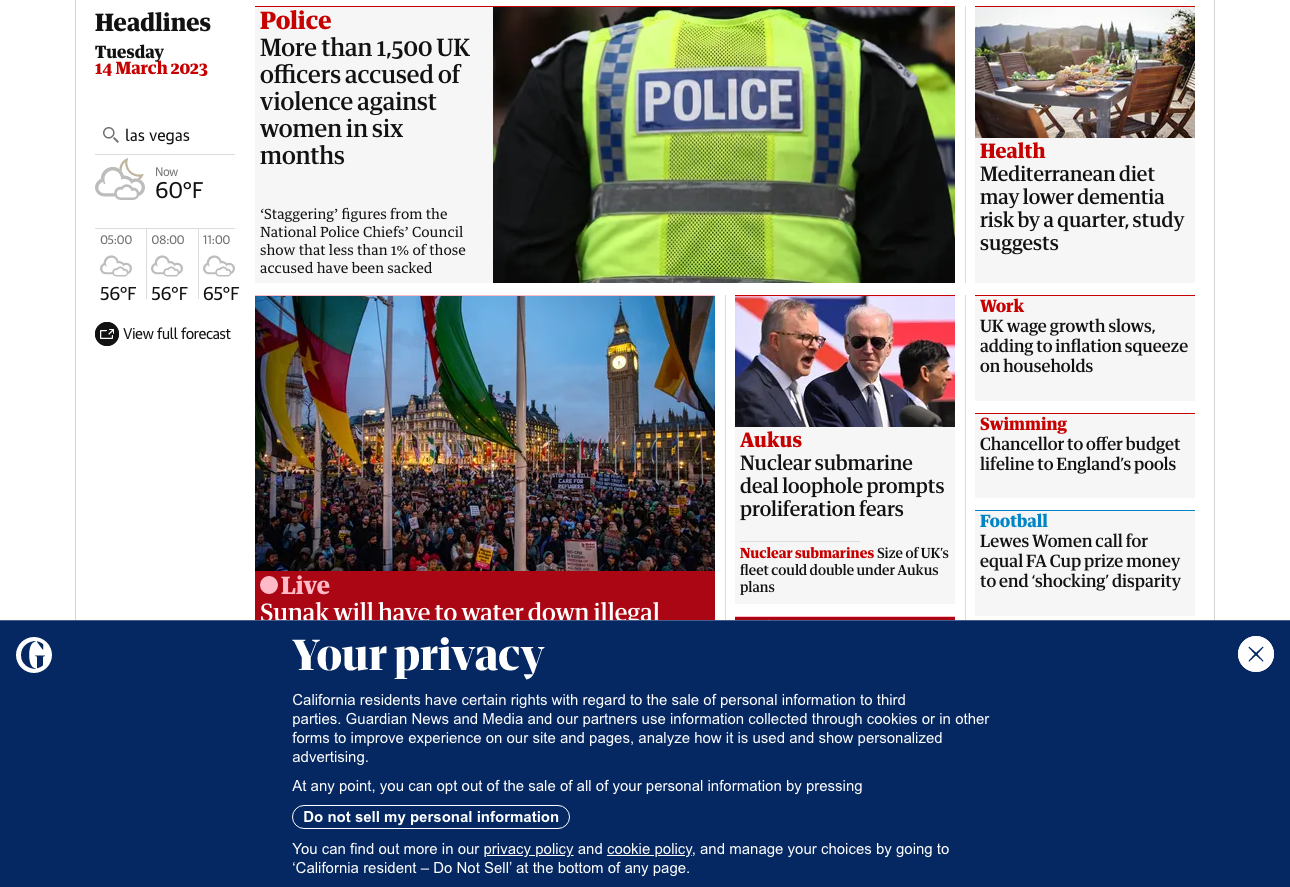 Headlines
Tuesday
14 March 2023
las vegas
Now
60°F
05:00
08:00
11:00
56°F
56°F
65°F
View full forecast
Police
More than 1,500 UK
officers accused of
violence against
women in six
months
‘Staggering’ figures from the
National Police Chiefs’ Council
show that less than 1% of those
accused have been sacked
POLICE
Health
Mediterranean diet
may lower dementia
risk by a quarter, study
suggests
Live
Sunak will have to water down illegal
Aukus
Nuclear submarine
deal loophole prompts
proliferation fears
Nuclear submarines Size of UK’s
fleet could double under Aukus
plans
Work
UK wage growth slows,
adding to inflation squeeze
on households
Swimming
Chancellor to offer budget
lifeline to England’s pools
Football
Lewes Women call for
equal FA Cup prize money
to end ‘shocking’ disparity
G
Your privacy
California residents have certain rights with regard to the sale of personal information to third
parties. Guardian News and Media and our partners use information collected through cookies or in other
forms to improve experience on our site and pages, analyze how it is used and show personalized
advertising.
At any point, you can opt out of the sale of all of your personal information by pressing
Do not sell my personal information
You can find out more in our privacy policy and cookie policy, and manage your choices by going to
‘California resident – Do Not Sell’ at the bottom of any page.